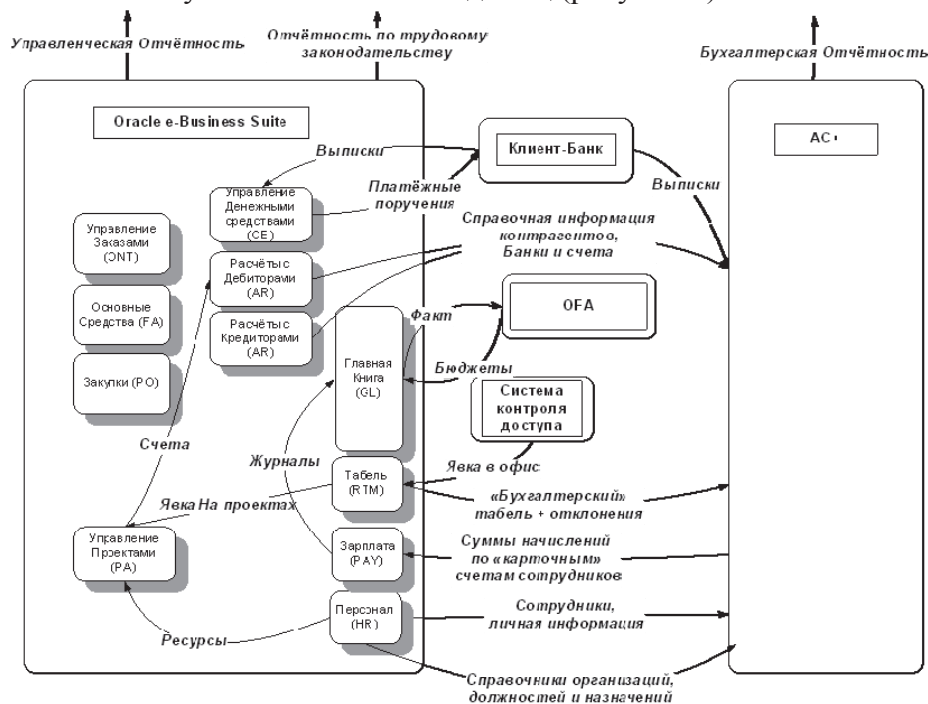 Управленческая Отчётность
Отчётность по трудовому
законодательству
Бухгалтерская Отчётность
Oracle e-Business Suite
АС+
Клиент-Банк
Выписки
Платёжные
поручения
Выписки
Управление
Денежными
средствами
(CE)
Справочная информация
контрагентов,
Банки и счета
Управление
Заказами
(ONT)
Расчёты с
Дебиторами
(AR)
Основные
Средства (FA)
Расчёты с
Кредиторами
(AR)
Факт
OFA
Главная
Книга
(GL)
Бюджеты
Закупки (PO)
Система
контроля
доступа
Счета
Журналы
Явка в офис
Табель
(RTM)
Явка На проектах
«Бухгалтерский»
табель + отклонения
Управление
Проектами
(PA)
Зарплата
(PAY)
Суммы начислений
по «карточным»
счетам сотрудников
Персонал
(HR)
Сотрудники,
личная информация
Ресурсы
Справочники организаций,
должностей и назначений